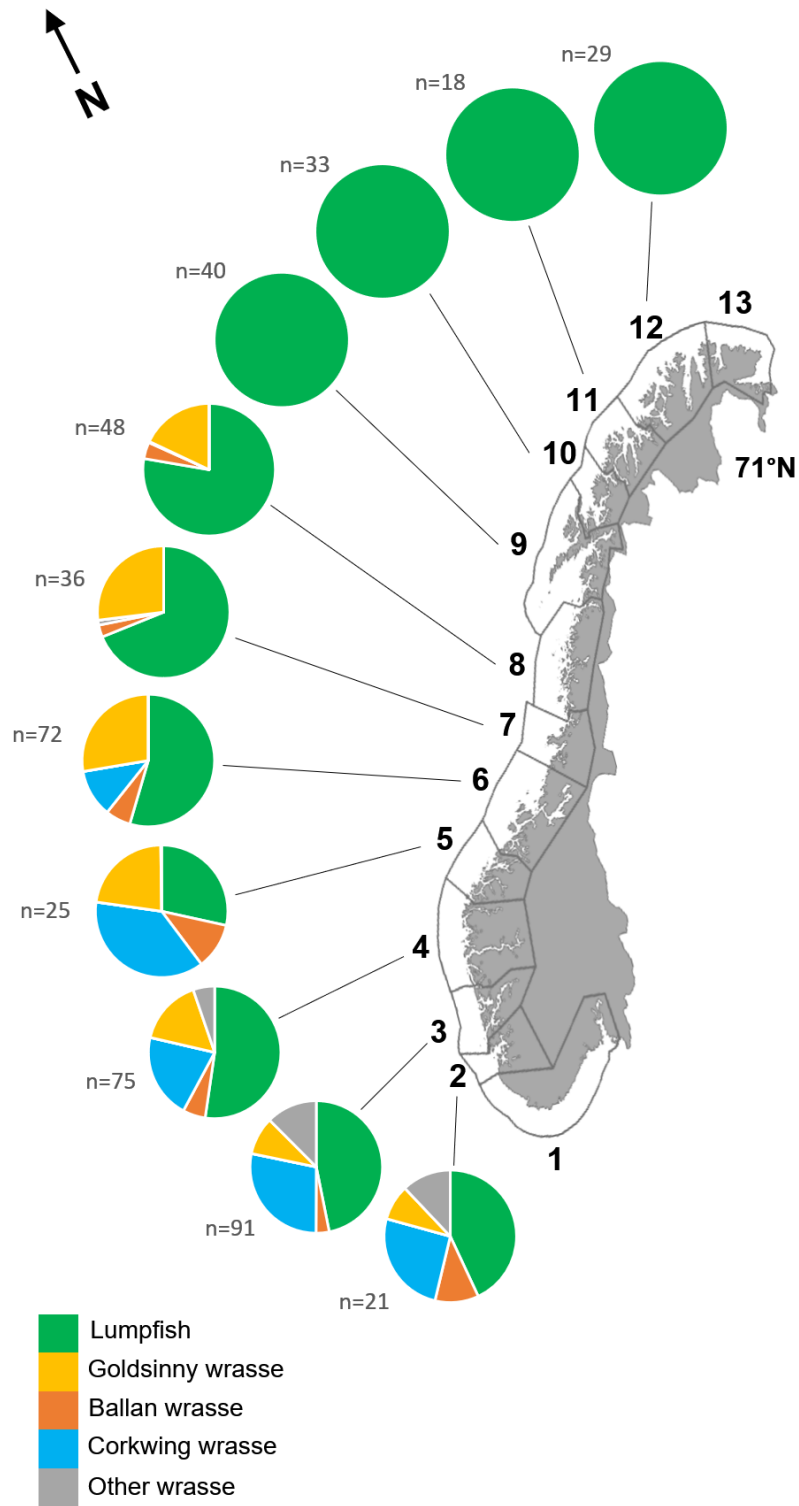 N
n=29
n=18
n=33
n=40
13
12
11
10
71°N
n=48
9
n=36
8
7
n=72
6
5
n=25
4
3
n=75
2
1
n=91
n=21
Lumpfish
Goldsinny wrasse
Ballan wrasse
Corkwing wrasse
Other wrasse